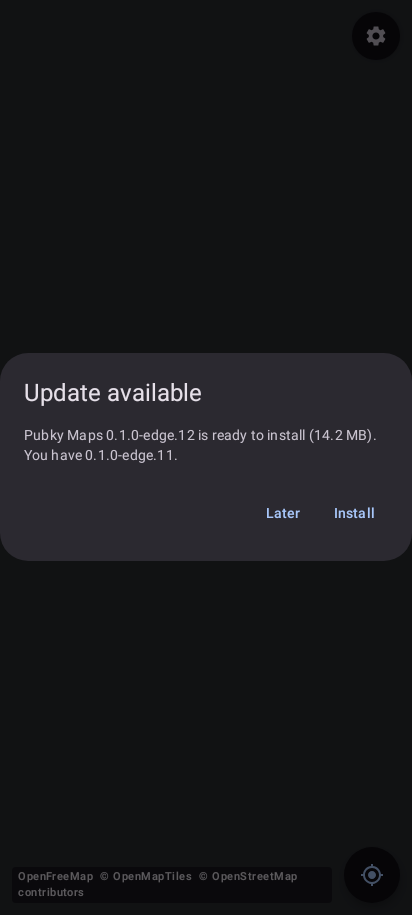 Update available
Pubky Maps 0.1.0-edge.12 is ready to install (14.2 MB).
You have 0.1.0-edge.11.
Later Install
OpenFreeMap © OpenMapTiles © OpenStreetMap
contributors